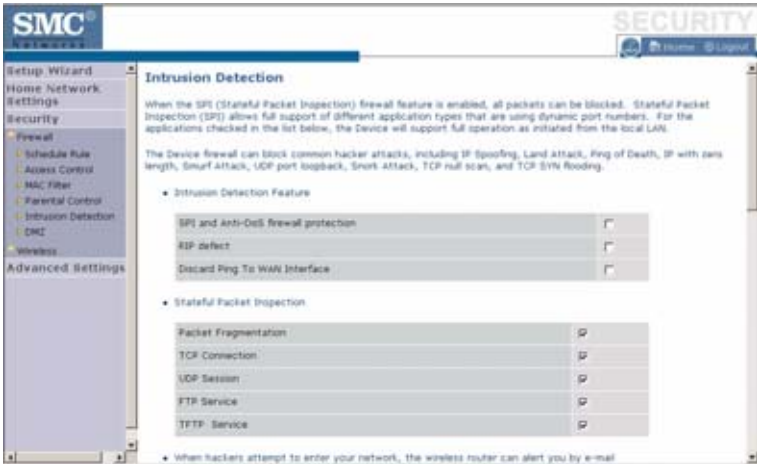 SMC®
Networks
SECURITY
Home Logout
Setup Wizard
Home Network
Settings
Security
Firewall
Schedule Rule
Access Control
MAC Filter
Parental Control
Intrusion Detection
DMZ
Wireless
Advanced Settings
Intrusion Detection
When the SPI (Stateful Packet Inspection) firewall feature is enabled, all packets can be blocked. Stateful Packet
Inspection (SPI) allows full support of different application types that are using dynamic port numbers. For the
applications checked in the list below, the Device will support full operation as initiated from the local LAN.
The Device firewall can block common hacker attacks, including IP Spoofing, Land Attack, Ping of Death, IP with zero
length, Smurf Attack, UDP port loopback, Snork Attack, TCP null scan, and TCP SYN flooding.
• Intrusion Detection Feature
SPI and Anti-DoS firewall protection
RIP defect
Discard Ping To WAN Interface
• Stateful Packet Inspection
Packet Fragmentation
TCP Connection
UDP Session
FTP Service
TFTP Service
• When hackers attempt to enter your network, the wireless router can alert you by e-mail